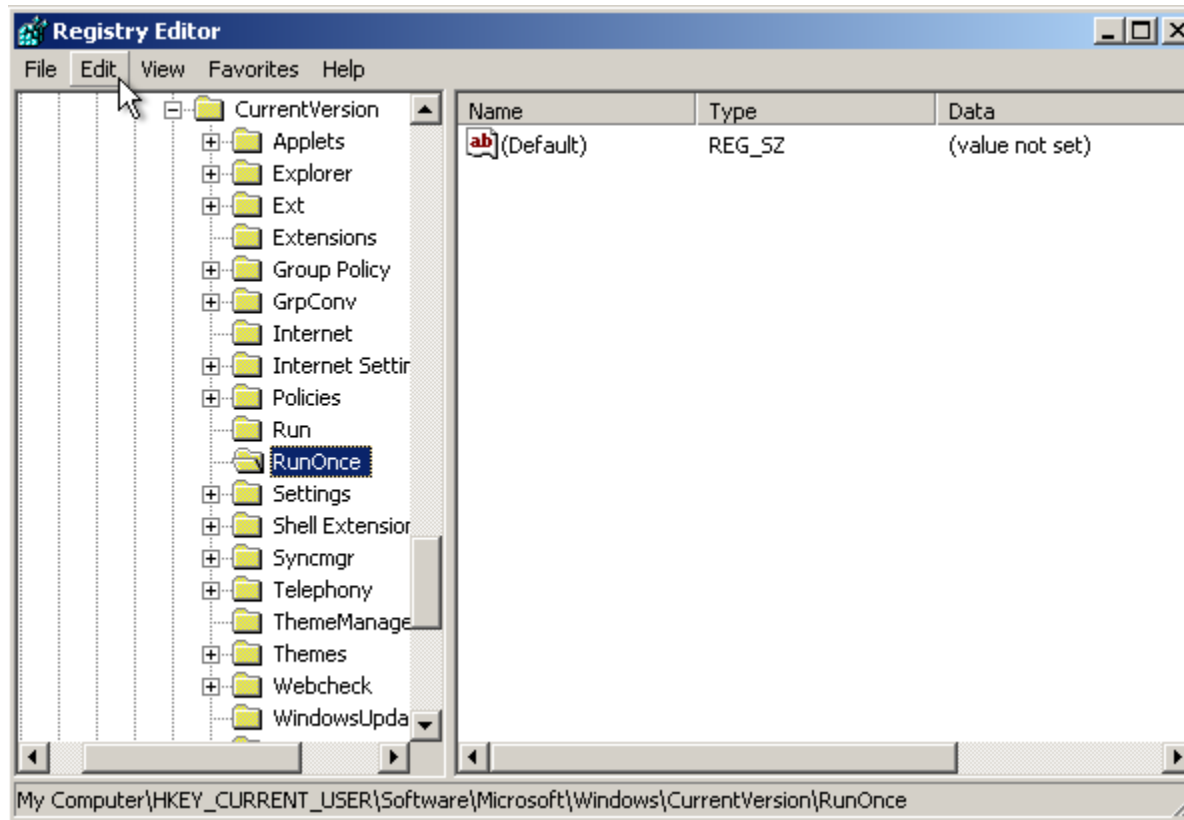 Registry Editor
File Edit View Favorites Help
CurrentVersion
Applets
Explorer
Ext
Extensions
Group Policy
GrpConv
Internet
Internet Settir
Policies
Run
RunOnce
Settings
Shell Extensior
Syncmgr
Telephony
ThemeManage
Themes
Webcheck
WindowsUpda
Name Type Data
ab (Default) REG_SZ (value not set)
My Computer\HKEY_CURRENT_USER\Software\Microsoft\Windows\CurrentVersion\RunOnce